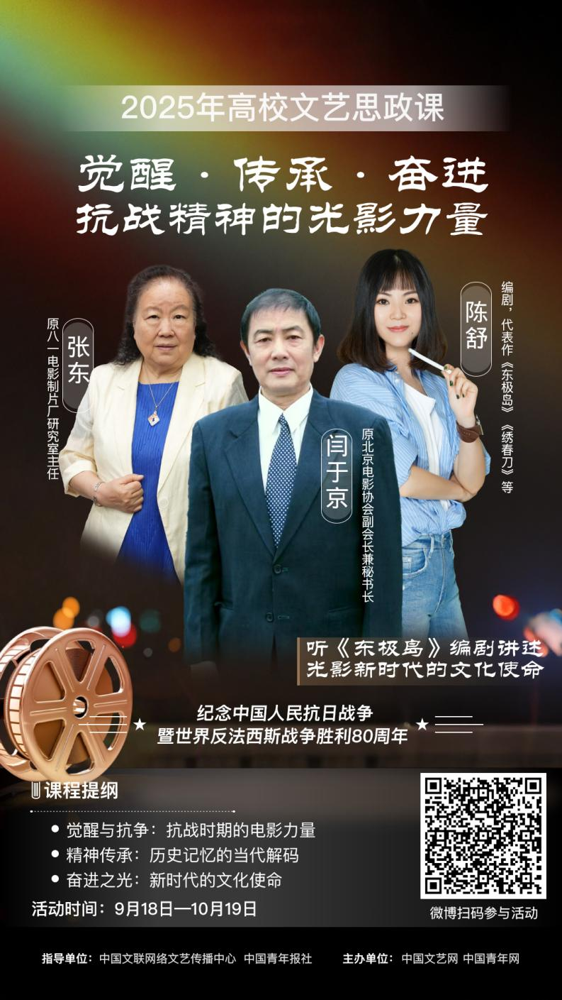 2025年高校文艺思政课
觉醒·传承·奋进
抗战精神的光影力量
张东
原八一电影制片厂研究室主任
闫于京
原北京电影协会副会长兼秘书长
陈舒
编剧，代表作《东极岛》《绣春刀》等
听《东极岛》编剧讲述
光影新时代的文化使命
纪念中国人民抗日战争
暨世界反法西斯战争胜利80周年
课程提纲
觉醒与抗争：抗战时期的电影力量
精神传承：历史记忆的当代解码
奋进之光：新时代的文化使命
活动时间：9月18日—10月19日
微博扫码参与活动
指导单位：中国文联网络文艺传播中心 中国青年报社 主办单位：中国文艺网 中国青年网